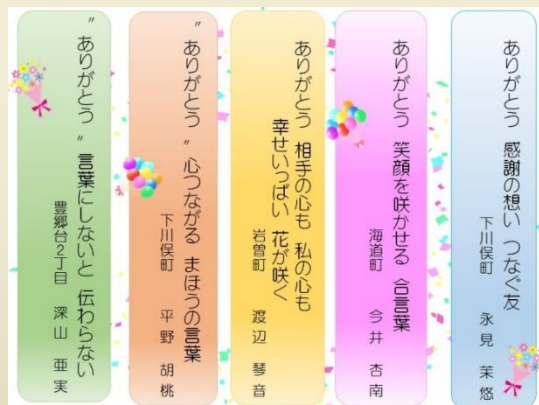 ありがとう 感謝の想い つなぐ友
下川俣町 永見 茉悠
ありがとう 笑顔を咲かせる 合言葉
海道町 今井 杏南
ありがとう 相手の心も 私の心も
幸せいっぱい 花が咲く
岩曽町 渡辺 琴音
〝ありがとう〟心つながる まほうの言葉
下川俣町 平野 胡桃
〝ありがとう〟言葉にしないと 伝わらない
豊郷台2丁目 深山 亜実